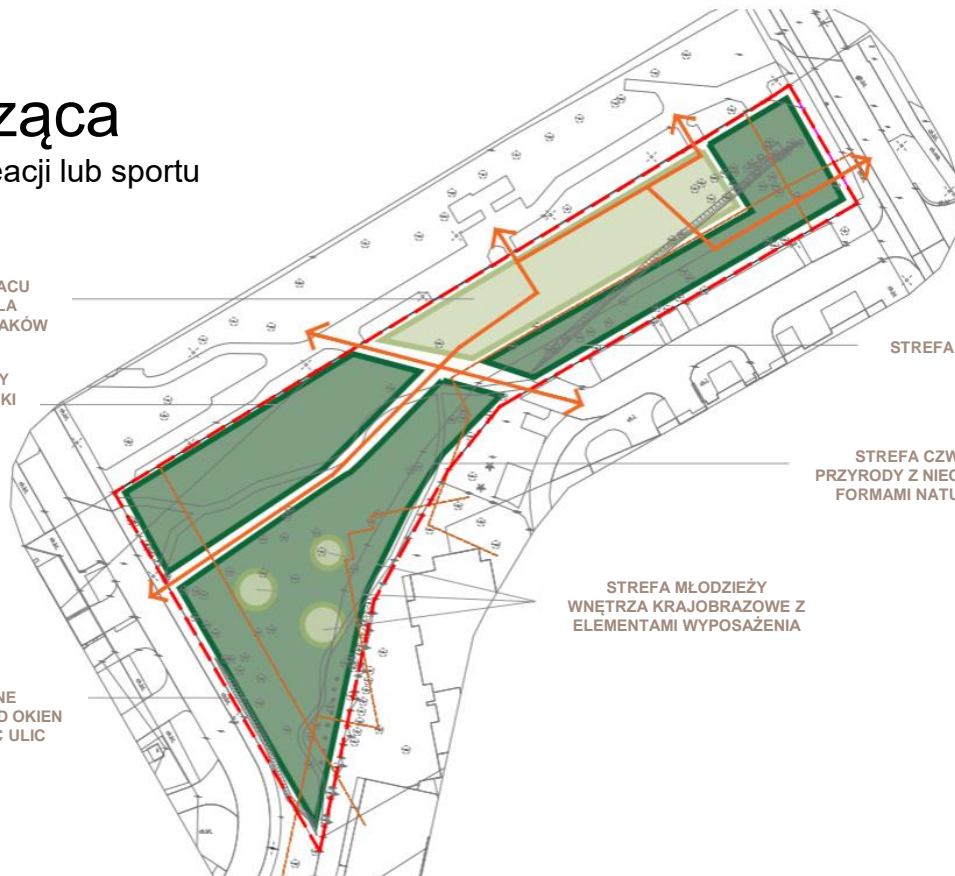 ząca
eacji lub sportu
ACU
LA
AKÓW
Y
KI
STREFA
STREFA CZW
PRZYRODY Z NIEO
FORMAMI NATU
STREFA MŁODZIEŻY
WNĘTRZA KRAJOBRAZOWE Z
ELEMENTAMI WYPOSAŻENIA
NE
D OKIEN
C ULIC